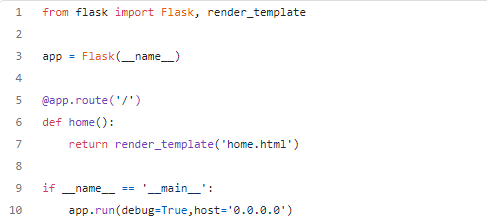 1 from flask import Flask, render_template
2
3 app = Flask(__name__)
4
5 @app.route('/')
6 def home():
7     return render_template('home.html')
8
9 if __name__ == '__main__':
10     app.run(debug=True,host='0.0.0.0')